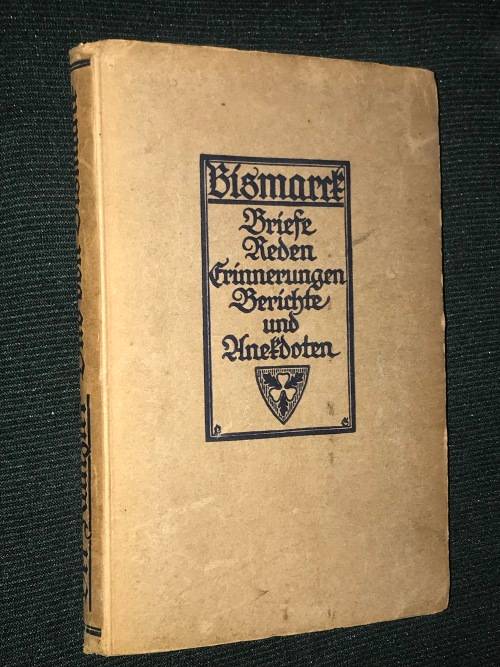 Bismarck
Briefe
Reden
Erinnerungen
Berichte
und
Anekdoten